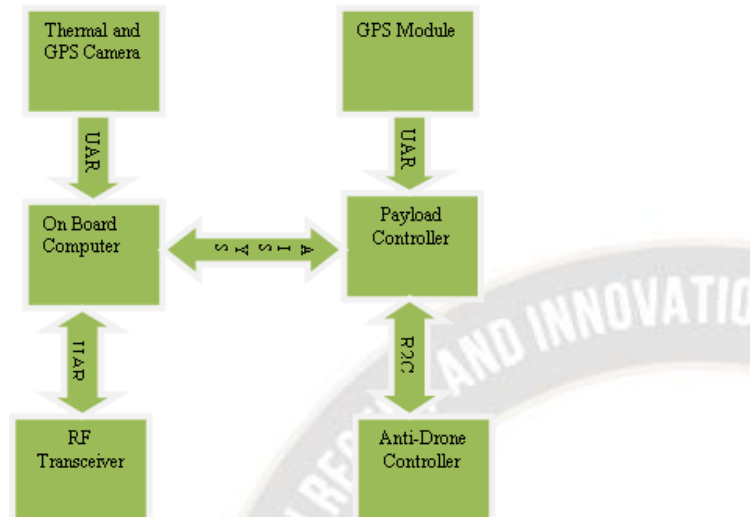 Thermal and
GPS Camera
GPS Module
UAR
UAR
On Board
Computer
Payload
Controller
A I S Y S
UAR
R2C
RF
Transceiver
Anti-Drone
Controller
AND INNOVATIO